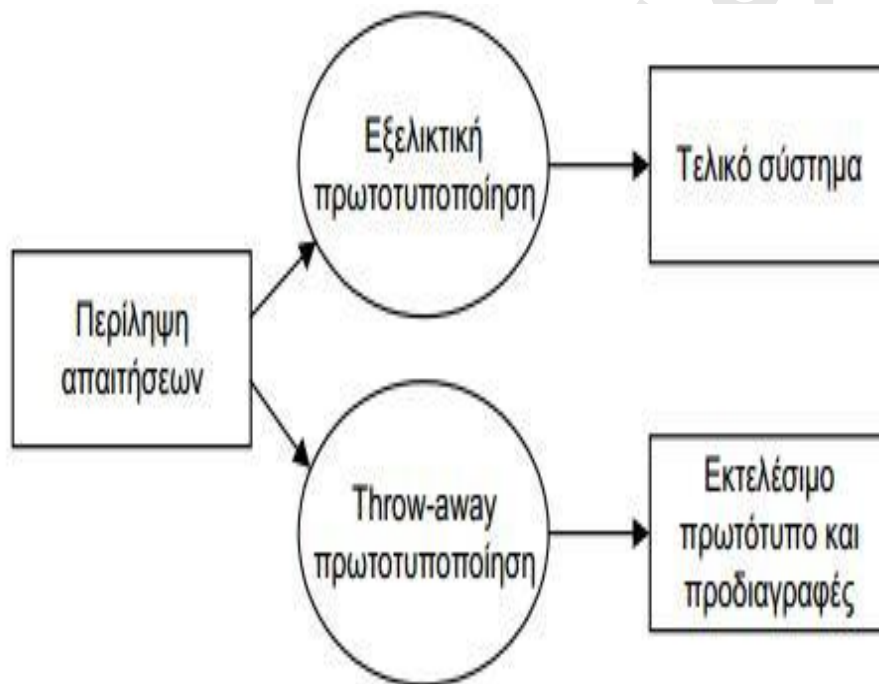 Εξελικτική
πρωτοτυποποίηση
Τελικό σύστημα
Περίληψη
απαιτήσεων
Throw-away
πρωτοτυποποίηση
Εκτελέσιμο
πρωτότυπο και
προδιαγραφές